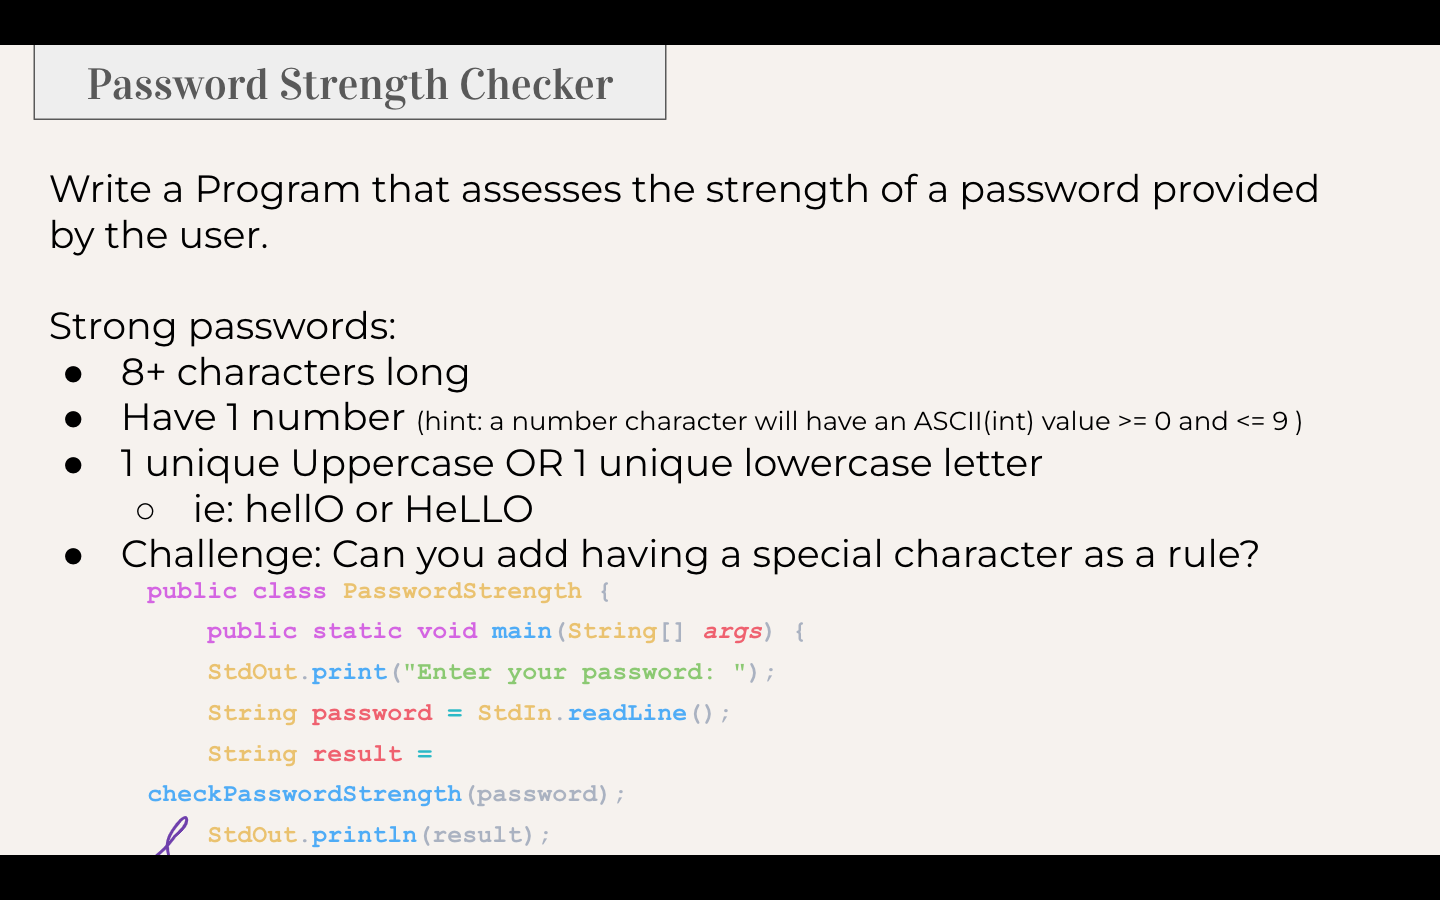 Password Strength Checker
Write a Program that assesses the strength of a password provided
by the user.
Strong passwords:
● 8+ characters long
● Have 1 number (hint: a number character will have an ASCII(int) value >= 0 and <= 9 )
● 1 unique Uppercase OR 1 unique lowercase letter
○ ie: hellO or HeLLO
● Challenge: Can you add having a special character as a rule?
public class PasswordStrength {
public static void main(String[] args) {
StdOut.print("Enter your password: ");
String password = StdIn.readLine();
String result =
checkPasswordStrength(password);
StdOut.println(result);